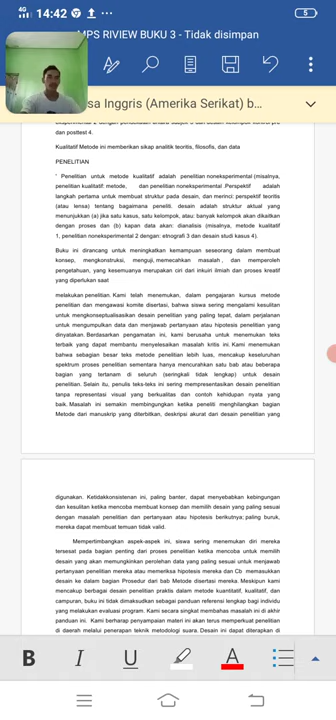 4G 14:42 5
MPS RIVIEW BUKU 3 - Tidak disimpan
sa Inggris (Amerika Serikat) b...
dan posttest 4.
Kualitatif Metode ini memberikan sikap analitik teoritis, filosofis, dan data
PENELITIAN
' Penelitian untuk metode kualitatif adalah penelitian nonenperimental (misalnya,
penelitian kualitatif metode, dan penelitian nonexperimental .Perspektif adalah
langkah pertama untuk membuat struktur pada desain, dan merinci: perspektif teoritis
(atau lensa) tentang bagaimana peneliti. desain adalah struktur aktual yang
menunjukkan (a) jika satu kasus, satu kelompok, atau: banyak kelompok akan dikaitkan
dengan proses dan (b) kapan data akan: dianalisis (misalnya, metode kualitatif
1, penelitian nonexperimental 2 dengan: etnografi 3 dan desain studi kasus 4).
Buku ini dirancang untuk meningkatkan kemampuan seseorang dalam membuat
konsep, mengkonstruksi, menguji, memecahkan masalah , dan memperoleh
pengetahuan, yang kesemuanya merupakan ciri dari inkuiri ilmiah dan proses kreatif yang
diperlukan saat
melakukan penelitian. Kami telah menemukan, dalam pengajaran kursus metode
penelitian dan mengawasi komite disertasi, bahwa siswa sering mengalami kesulitan
untuk mengkonseptualisasikan desain penelitian yang paling tepat, dalam perjalanan
untuk mengumpulkan data dan menjawab pertanyaan atau hipotesis penelitian yang
dinyatakan. Berdasarkan pengamatan ini, kami berusaha untuk menemukan teks
terbaik yang dapat membantu menyelesaikan masalah kritis ini: Kami menemukan
bahwa sebagian besar teks metode penelitian lebih luas, mencakup keseluruhan
spektrum proses penelitian sementara hanya mencurahkan satu bab atau beberapa
bagian yang tertanam di seluruh (seringkali tidak lengkap) untuk desain
penelitian. Selain itu, penulis teks-teks ini sering mempresentasikan desain penelitian
tanpa representasi visual yang berkualitas dan contoh kehidupan nyata yang
baik. Masalah ini semakin membingungkan ketika peneliti menghilangkan bagian
Metode dari manuskrip yang diterbitkan, deskripsi akurat dari desain penelitian yang
digunakan. Ketidakkonsistenan ini, paling banter, dapat menyebabkan kebingungan
dan kesulitan ketika mencoba membuat konsep dan memilih desain yang paling sesuai
dengan masalah penelitian dan pertanyaan atau hipotesis berikutnya; paling buruk,
mereka dapat membuat temuan tidak valid.
Mempertimbangkan aspek-aspek ini, siswa sering menemukan diri mereka
tersesat pada bagian penting dari proses penelitian ketika mencoba untuk memilih
desain yang akan memungkinkan perolehan data yang paling sesuai untuk menjawab
pertanyaan penelitian mereka atau memeriksa hipotesis mereka dan Cb memasukkan
desain ke dalam bagian Prosedur dari bab Metode disertasi mereka. Meskipun kami
mencakup berbagai desain penelitian praktis dalam metode kuantitatif, kualitatif, dan
campuran, buku ini tidak dimaksudkan sebagai panduan referensi lengkap bagi individu
yang melakukan evaluasi program. Kami secara singkat membahas masalah ini di akhir
panduan ini. Kami berharap penyampaian materi ini akan terus memperkuat penelitian
di daerah melalui penerapan teknik metodologi suara. Desain ini dapat diterapkan di
B I U A